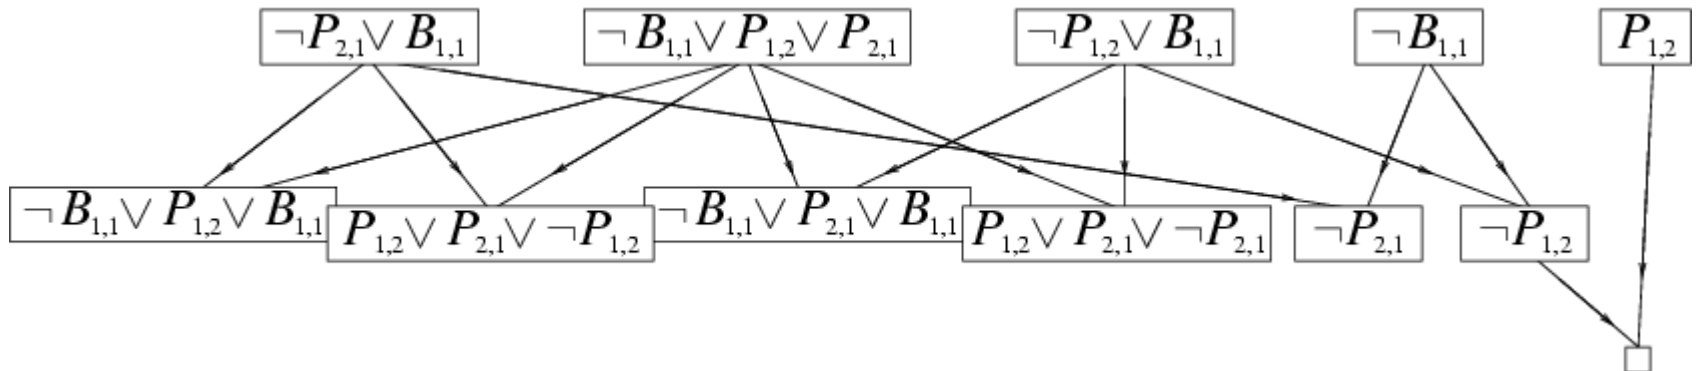 ¬P₂,₁ ∨ B₁,₁
¬B₁,₁ ∨ P₁,₂ ∨ P₂,₁
¬P₁,₂ ∨ B₁,₁
¬B₁,₁
P₁,₂
¬B₁,₁ ∨ P₁,₂ ∨ B₁,₁
P₁,₂ ∨ P₂,₁ ∨ ¬P₁,₂
¬B₁,₁ ∨ P₂,₁ ∨ B₁,₁
P₁,₂ ∨ P₂,₁ ∨ ¬P₂,₁
¬P₂,₁
¬P₁,₂